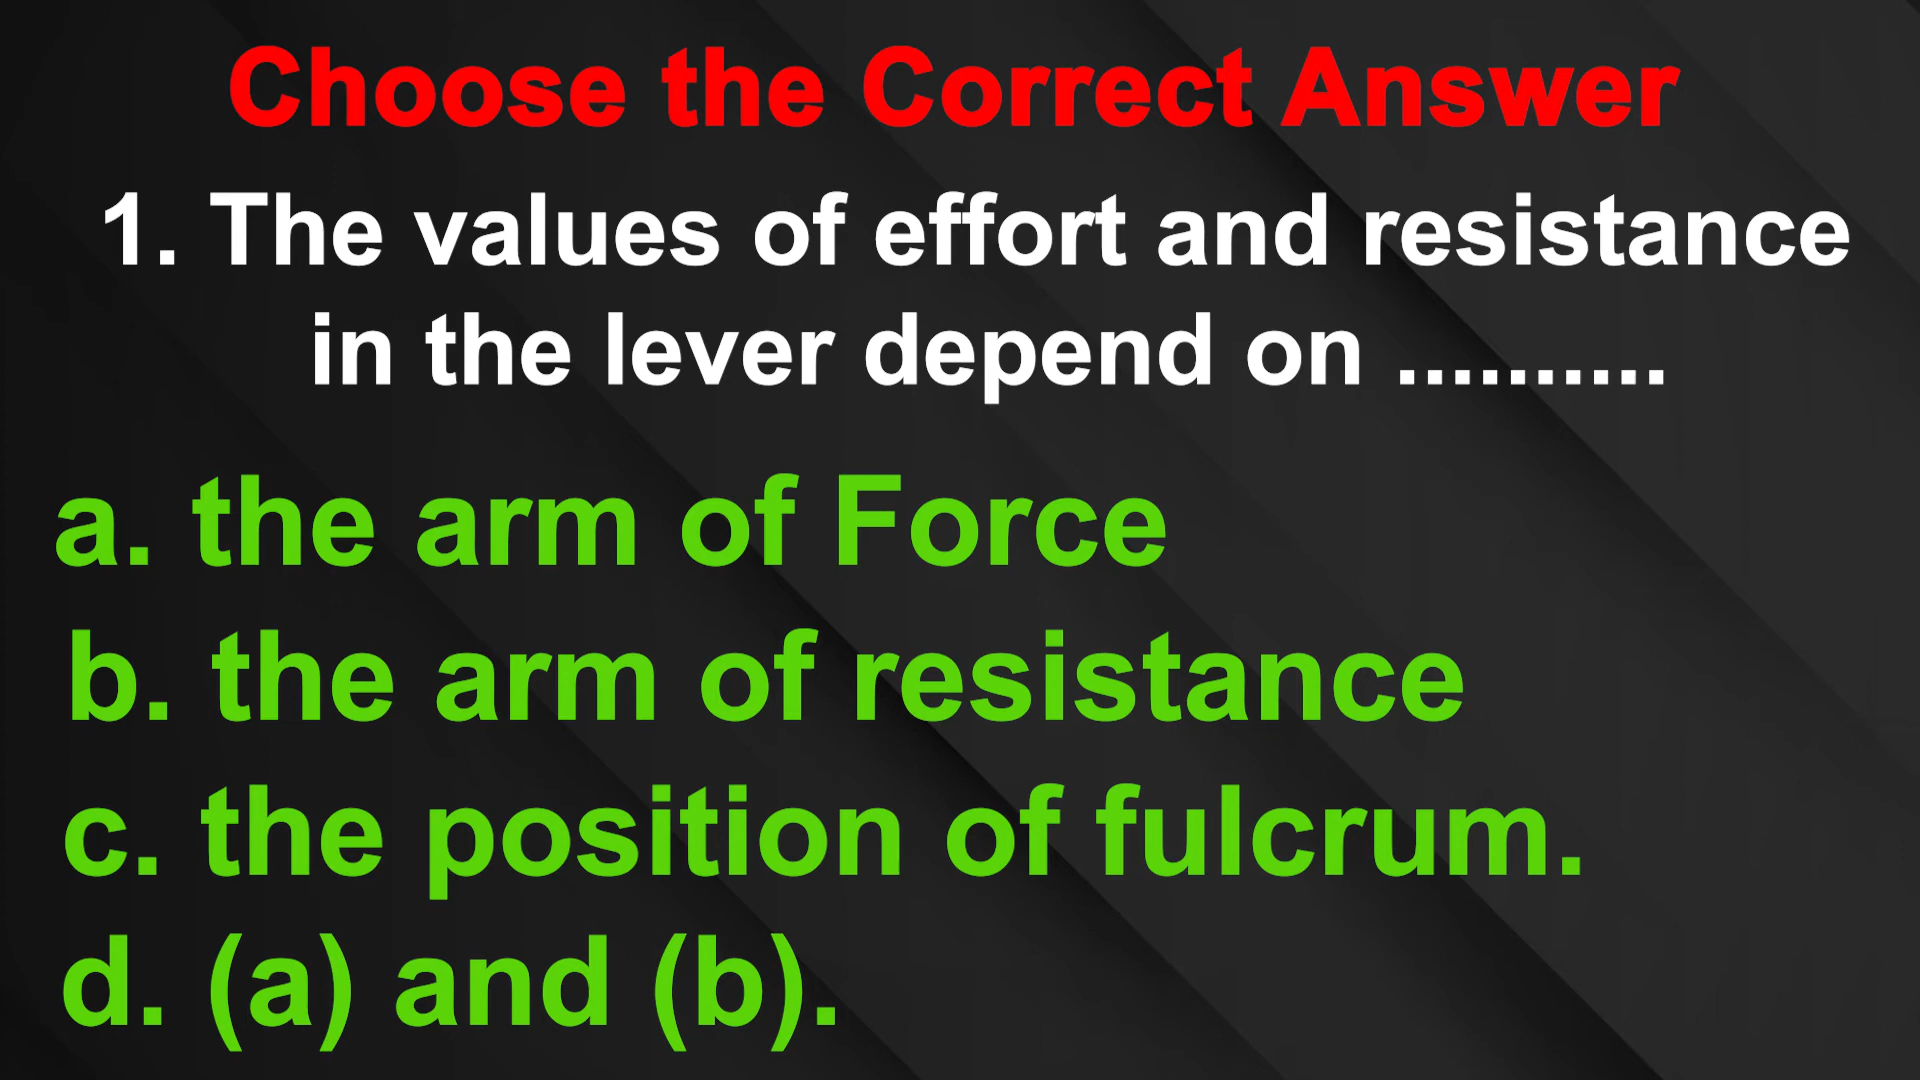 Choose the Correct Answer
1. The values of effort and resistance
in the lever depend on ..........
a. the arm of Force
b. the arm of resistance
c. the position of fulcrum.
d. (a) and (b).